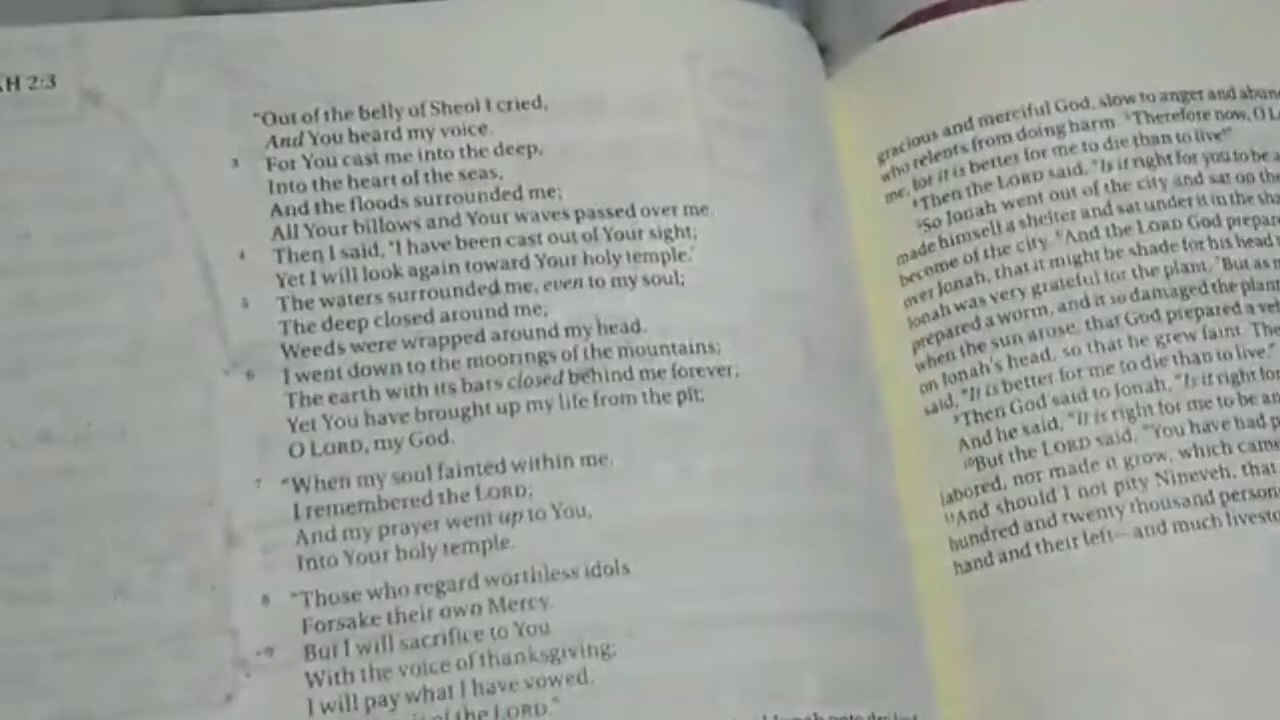 H 2:3
"Out of the belly of Sheol I cried,
And You heard my voice.
3 For You cast me into the deep,
Into the heart of the seas,
And the floods surrounded me;
All Your billows and Your waves passed over me.
4 Then I said, 'I have been cast out of Your sight;
Yet I will look again toward Your holy temple.'
5 The waters surrounded me, even to my soul;
The deep closed around me;
Weeds were wrapped around my head.
6 I went down to the moorings of the mountains;
The earth with its bars closed behind me forever;
Yet You have brought up my life from the pit,
O LORD, my God.
7 "When my soul fainted within me,
I remembered the LORD;
And my prayer went up to You,
Into Your holy temple.
8 "Those who regard worthless idols
Forsake their own Mercy.
9 But I will sacrifice to You
With the voice of thanksgiving;
I will pay what I have vowed.
of the LORD."
gracious and merciful God, slow to anger and
who relents from doing harm. 3Therefore now, O
me, for it is better for me to die than to live!"
4Then the LORD said, "Is it right for you to be
5So Jonah went out of the city and sat on the
made himself a shelter and sat under it in the
become of the city. 6And the LORD God
over Jonah, that it might be shade for his head
Jonah was very grateful for the plant. 7But as
prepared a worm, and it so damaged the plant
when the sun arose, that God prepared a
on Jonah's head, so that he grew faint.
said, "It is better for me to die than to live."
9Then God said to Jonah, "Is it right for
And he said, "It is right for me to be
10But the LORD said, "You have had
labored, nor made it grow, which came
11And should I not pity Nineveh, that
hundred and twenty thousand
hand and their left—and much